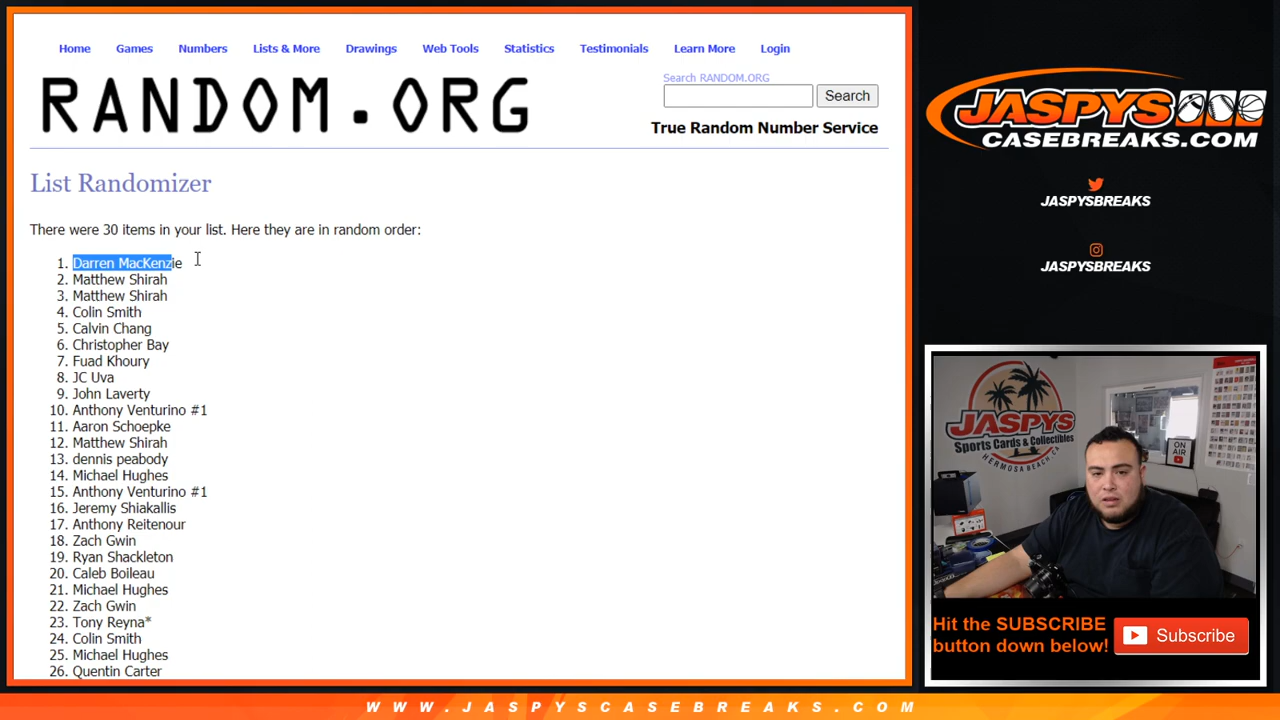 Home Games Numbers Lists & More Drawings Web Tools Statistics Testimonials Learn More Login
RANDOM.ORG
Search RANDOM.ORG
Search
True Random Number Service
List Randomizer
There were 30 items in your list. Here they are in random order:
1. Darren MacKenzie
2. Matthew Shirah
3. Matthew Shirah
4. Colin Smith
5. Calvin Chang
6. Christopher Bay
7. Fuad Khoury
8. JC Uva
9. John Laverty
10. Anthony Venturino #1
11. Aaron Schoepke
12. Matthew Shirah
13. dennis peabody
14. Michael Hughes
15. Anthony Venturino #1
16. Jeremy Shiakallis
17. Anthony Reitenour
18. Zach Gwin
19. Ryan Shackleton
20. Caleb Boileau
21. Michael Hughes
22. Zach Gwin
23. Tony Reyna*
24. Colin Smith
25. Michael Hughes
26. Quentin Carter
JASPYS
CASEBREAKS.COM
JASPYSBREAKS
JASPYSBREAKS
JASPYS
Sports Cards & Collectibles
HERMOSA BEACH, CA
ON AIR
Hit the SUBSCRIBE
button down below!
Subscribe
WWW.JASPYSCASEBREAKS.COM